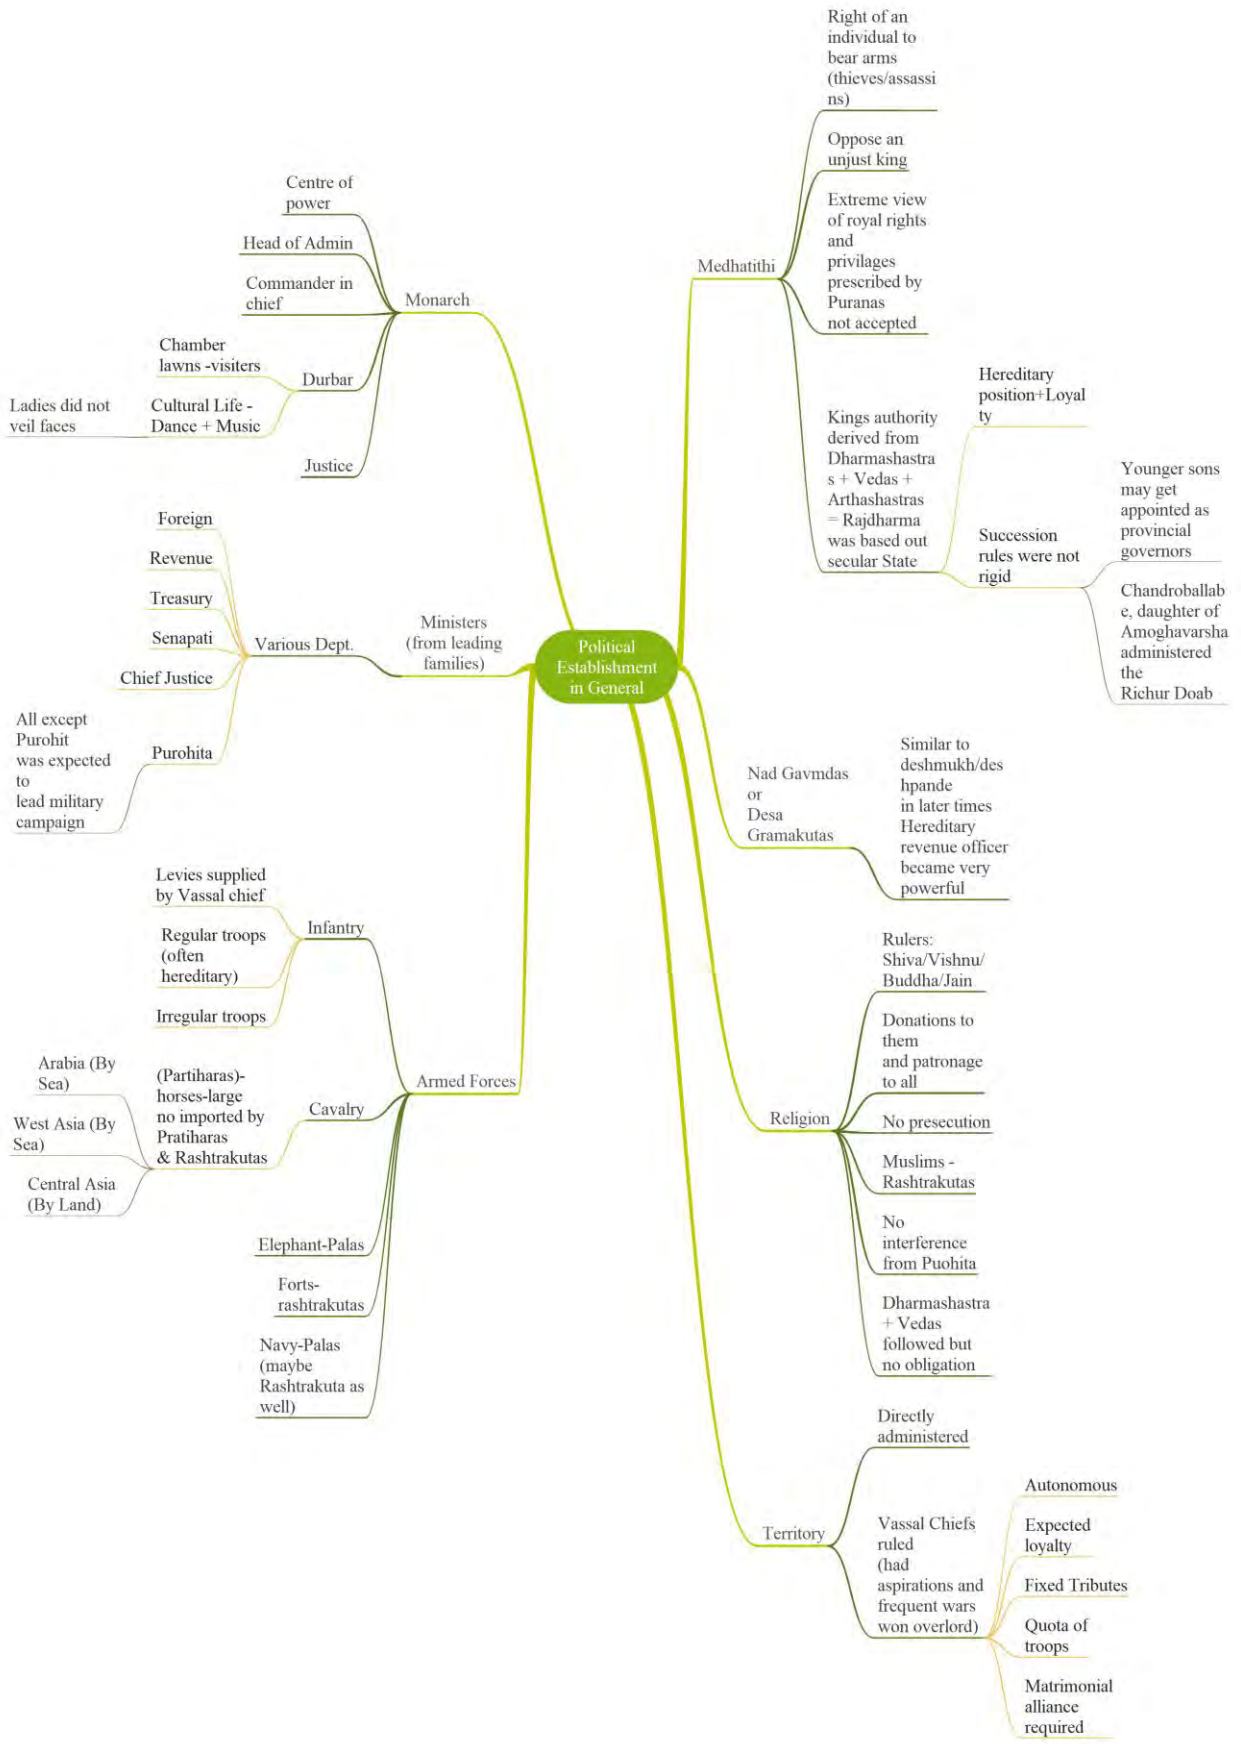 Political
Establishment
in General
Monarch
Centre of
power
Head of Admin
Commander in
chief
Durbar
Chamber
lawns -visiters
Cultural Life -
Dance + Music
Ladies did not
veil faces
Justice
Ministers
(from leading
families)
Various Dept.
Foreign
Revenue
Treasury
Senapati
Chief Justice
Purohita
All except
Purohit
was expected
to
lead military
campaign
Armed Forces
Infantry
Levies supplied
by Vassal chief
Regular troops
(often
hereditary)
Irregular troops
Cavalry
(Partiharas)-
horses-large
no imported by
Pratiharas
& Rashtrakutas
Arabia (By
Sea)
West Asia (By
Sea)
Central Asia
(By Land)
Elephant-Palas
Forts-
rashtrakutas
Navy-Palas
(maybe
Rashtrakuta as
well)
Medhatithi
Right of an
individual to
bear arms
(thieves/assassi
ns)
Oppose an
unjust king
Extreme view
of royal rights
and
privilages
prescribed by
Puranas
not accepted
Kings authority
derived from
Dharmashastra
s + Vedas +
Arthashastras
= Rajdharma
was based out
secular State
Hereditary
position+Loyal
ty
Succession
rules were not
rigid
Younger sons
may get
appointed as
provincial
governors
Chandroballab
e, daughter of
Amoghavarsha
administered
the
Richur Doab
Nad Gavmdas
or
Desa
Gramakutas
Similar to
deshmukh/des
hpande
in later times
Hereditary
revenue officer
became very
powerful
Religion
Rulers:
Shiva/Vishnu/
Buddha/Jain
Donations to
them
and patronage
to all
No presecution
Muslims -
Rashtrakutas
No
interference
from Puohita
Dharmashastra
+ Vedas
followed but
no obligation
Territory
Directly
administered
Vassal Chiefs
ruled
(had
aspirations and
frequent wars
won overlord)
Autonomous
Expected
loyalty
Fixed Tributes
Quota of
troops
Matrimonial
alliance
required